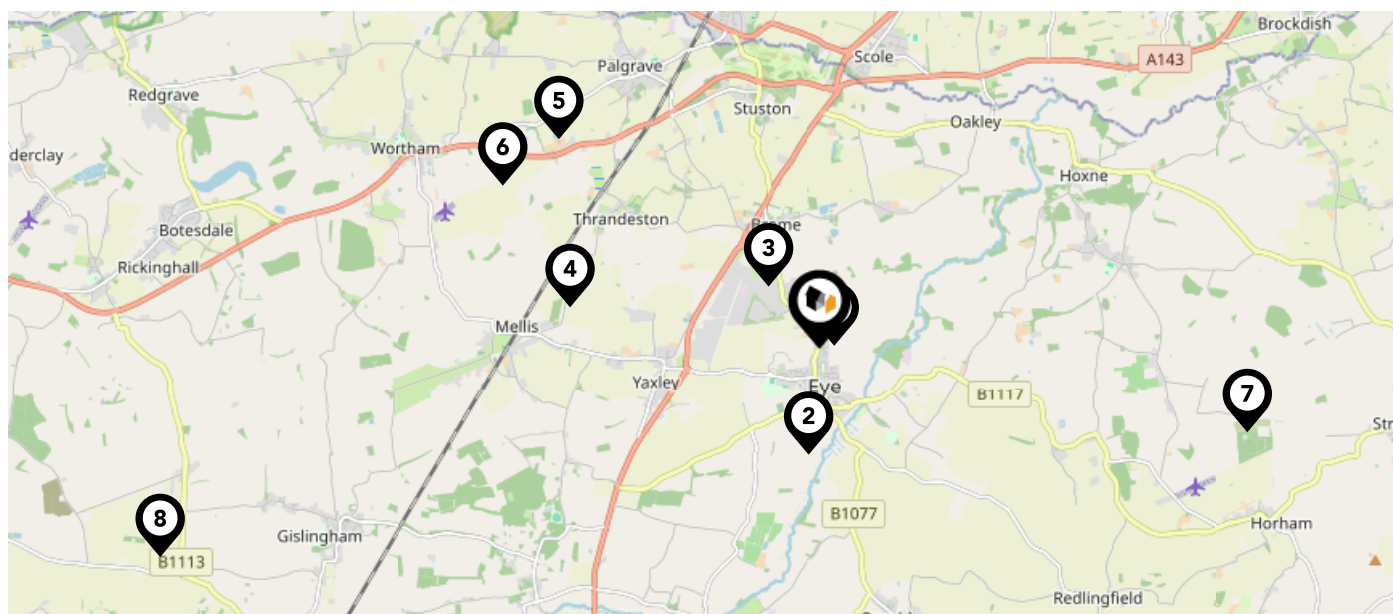 Brockdish
Scole
A143
Palgrave
Redgrave
5
Stuston
Oakley
6
Wortham
derclay
Hoxne
Thrandeston
Botesdale
3
Rickinghall
4
Mellis
Yaxley
Eye
B1117
7
2
Str
B1077
8
Horham
Gislingham
B1113
Redlingfield